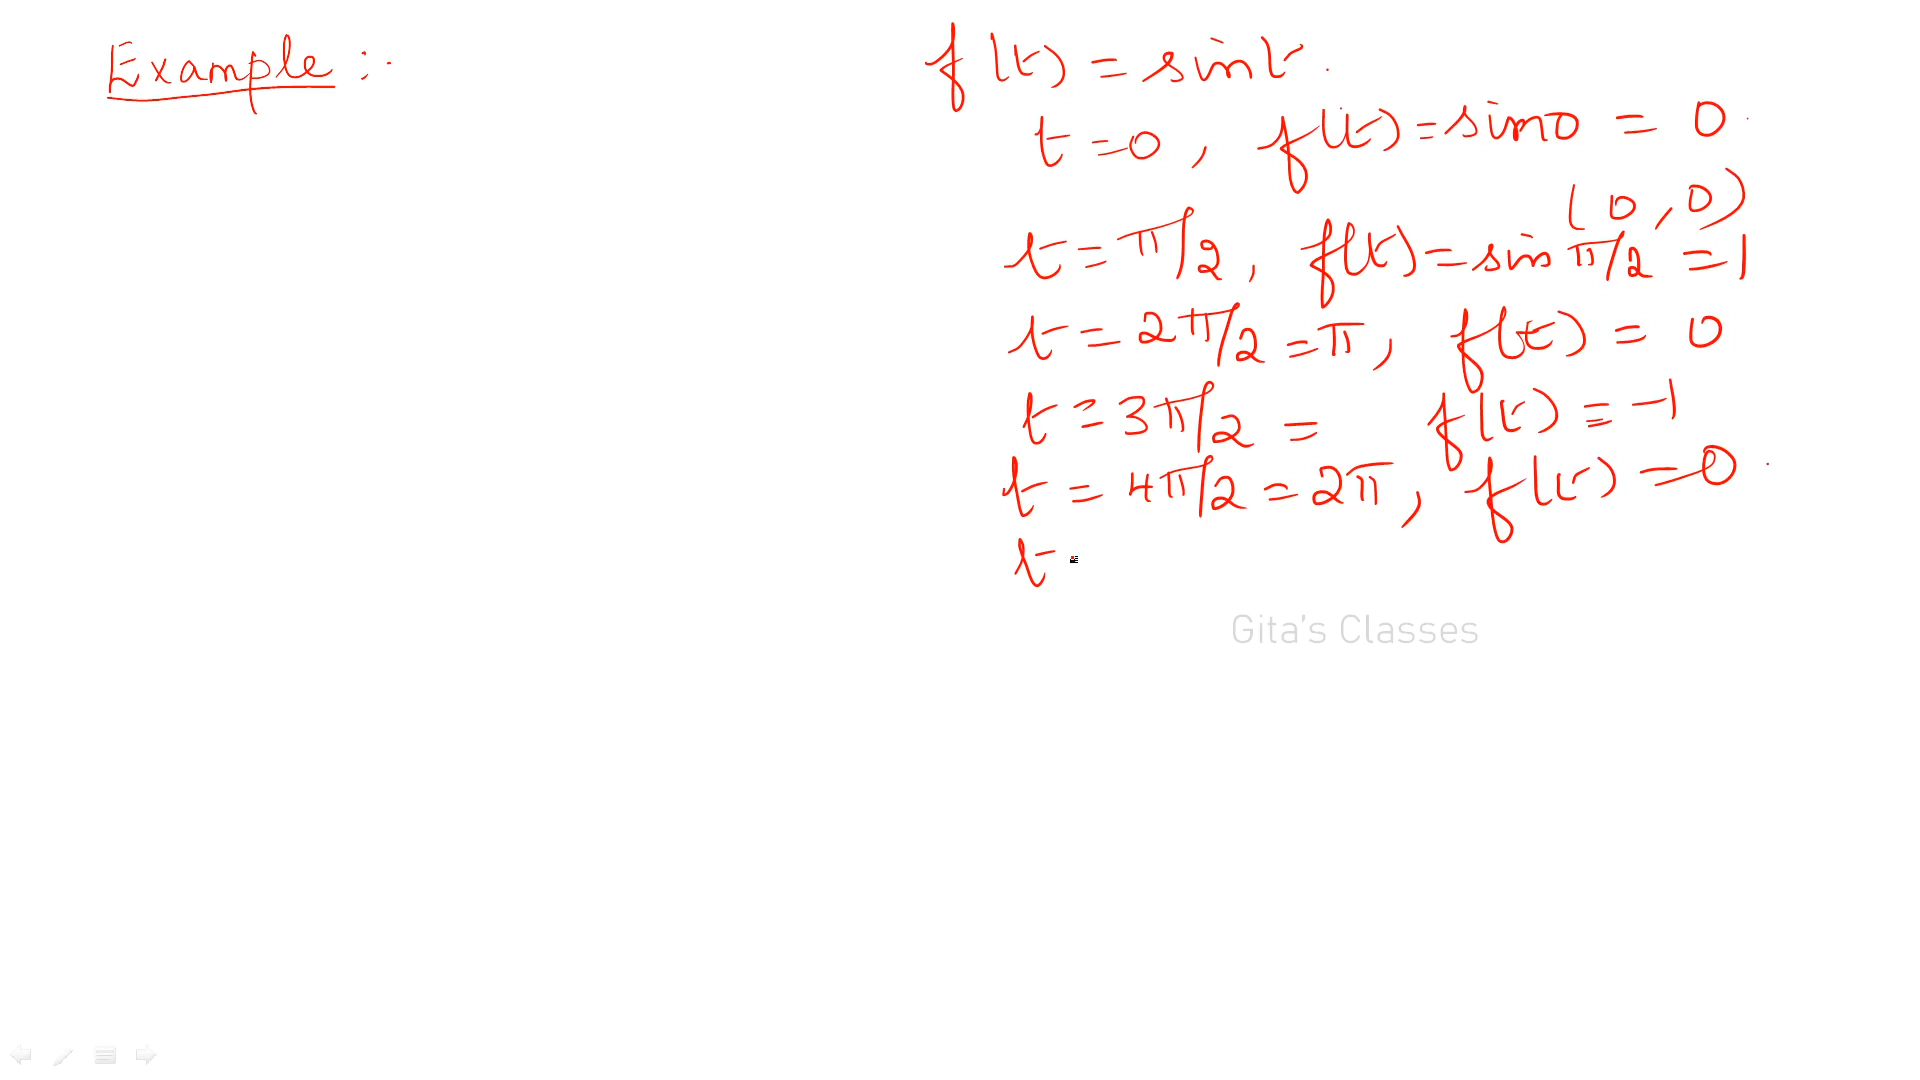 Example :-
f(t) = sint.
t = 0, f(t) = sin0 = 0.
(0, 0)
t = π/2, f(t) = sin π/2 = 1
t = 2π/2 = π, f(t) = 0
t = 3π/2 = f(t) = -1
t = 4π/2 = 2π, f(t) = 0.
t
Gita's Classes